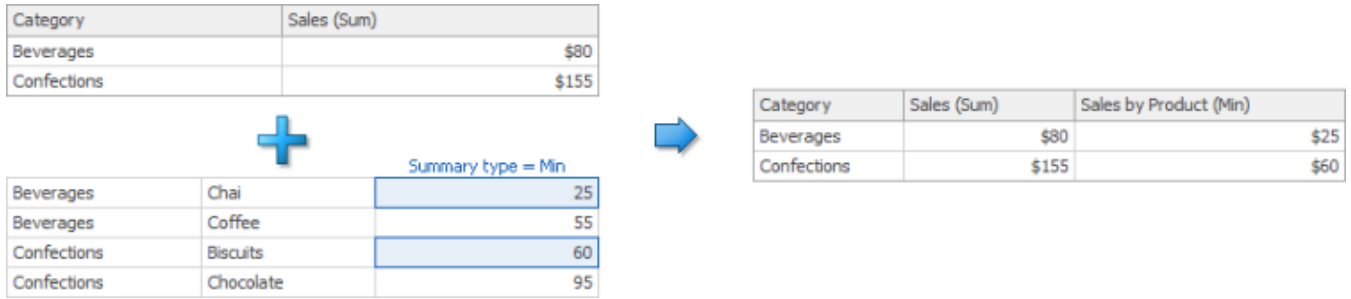 Category Sales (Sum)
Beverages $80
Confections $155
Summary type = Min
Beverages Chai 25
Beverages Coffee 55
Confections Biscuits 60
Confections Chocolate 95
Category Sales (Sum) Sales by Product (Min)
Beverages $80 $25
Confections $155 $60